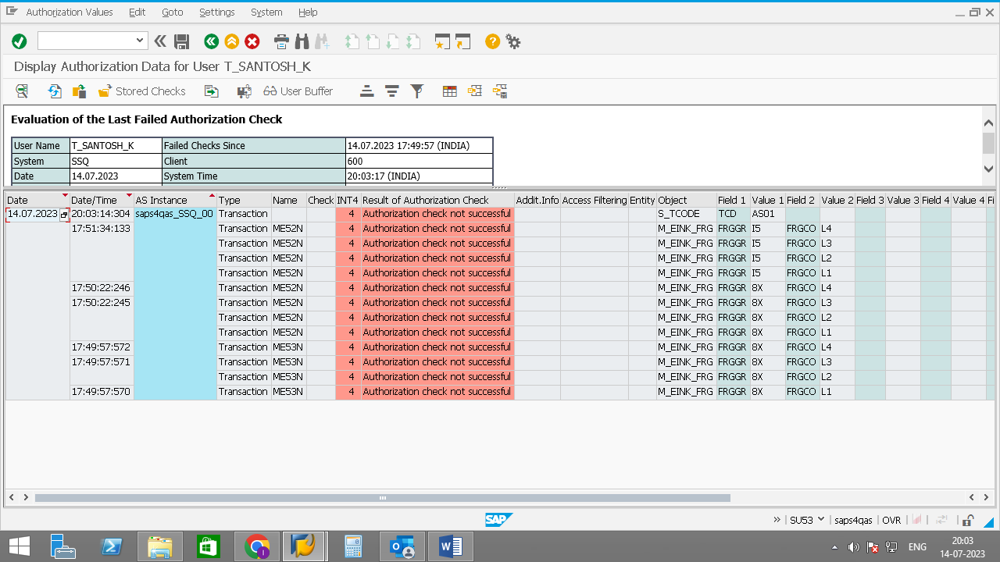 Authorization Values Edit Goto Settings System Help
Display Authorization Data for User T_SANTOSH_K
Stored Checks User Buffer
Evaluation of the Last Failed Authorization Check
User Name T_SANTOSH_K Failed Checks Since 14.07.2023 17:49:57 (INDIA)
System SSQ Client 600
Date 14.07.2023 System Time 20:03:17 (INDIA)
Date Date/Time AS Instance Type Name Check INT4 Result of Authorization Check Addit.Info Access Filtering Entity Object Field 1 Value 1 Field 2 Value 2 Field 3 Value 3 Field 4 Value 4 Fi
14.07.2023 20:03:14:304 saps4qas_SSQ_00 Transaction 4 Authorization check not successful S_TCODE TCD AS01
17:51:34:133 Transaction ME52N 4 Authorization check not successful M_EINK_FRG FRGGR I5 FRGCO L4
Transaction ME52N 4 Authorization check not successful M_EINK_FRG FRGGR I5 FRGCO L3
Transaction ME52N 4 Authorization check not successful M_EINK_FRG FRGGR I5 FRGCO L2
Transaction ME52N 4 Authorization check not successful M_EINK_FRG FRGGR I5 FRGCO L1
17:50:22:246 Transaction ME52N 4 Authorization check not successful M_EINK_FRG FRGGR 8X FRGCO L4
17:50:22:245 Transaction ME52N 4 Authorization check not successful M_EINK_FRG FRGGR 8X FRGCO L3
Transaction ME52N 4 Authorization check not successful M_EINK_FRG FRGGR 8X FRGCO L2
Transaction ME52N 4 Authorization check not successful M_EINK_FRG FRGGR 8X FRGCO L1
17:49:57:572 Transaction ME53N 4 Authorization check not successful M_EINK_FRG FRGGR 8X FRGCO L4
17:49:57:571 Transaction ME53N 4 Authorization check not successful M_EINK_FRG FRGGR 8X FRGCO L3
Transaction ME53N 4 Authorization check not successful M_EINK_FRG FRGGR 8X FRGCO L2
17:49:57:570 Transaction ME53N 4 Authorization check not successful M_EINK_FRG FRGGR 8X FRGCO L1
SAP SU53 saps4qas OVR
ENG 20:03
14-07-2023